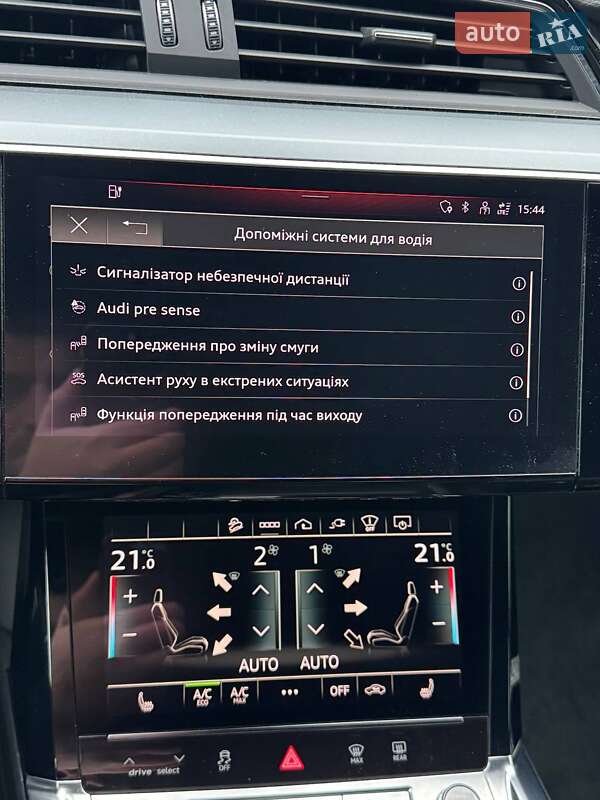 auto RIA
15:44
Допоміжні системи для водія
Сигналізатор небезпечної дистанції
Audi pre sense
Попередження про зміну смуги
SOS Асистент руху в екстрених ситуаціях
Функція попередження під час виходу
OFF
21.0 °C 2 1 21.0 °C
AUTO AUTO
A/C ECO A/C MAX OFF
drive select OFF MAX REAR